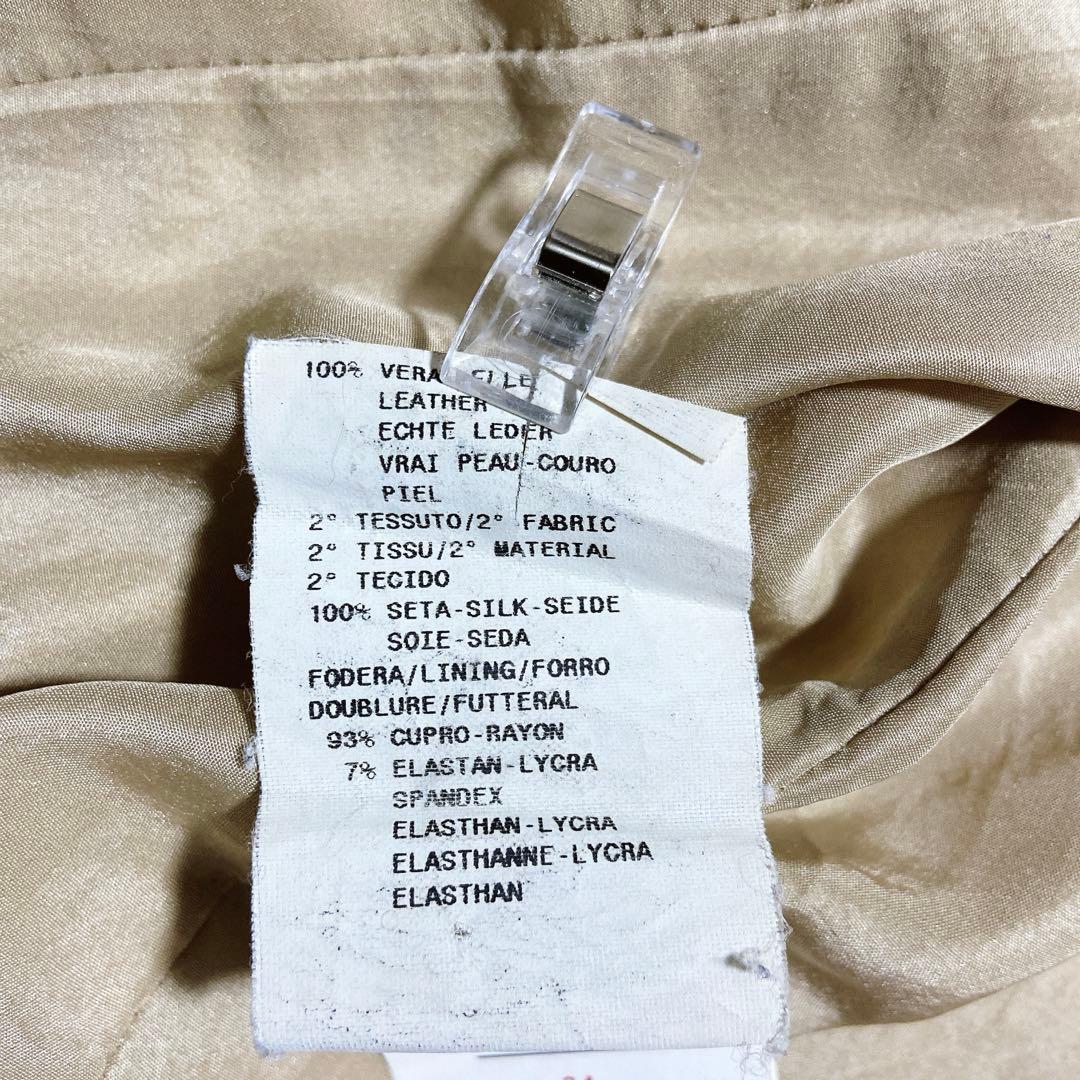 100% VERA PELLE
LEATHER
ECHTE LEDER
VRAI PEAU-COURO
PIEL
2° TESSUTO/2° FABRIC
2° TISSU/2° MATERIAL
2° TECIDO
100% SETA-SILK-SEIDE
SOIE-SEDA
FODERA/LINING/FORRO
DOUBLURE/FUTTERAL
93% CUPRO-RAYON
7% ELASTAN-LYCRA
SPANDEX
ELASTHAN-LYCRA
ELASTHANNE-LYCRA
ELASTHAN